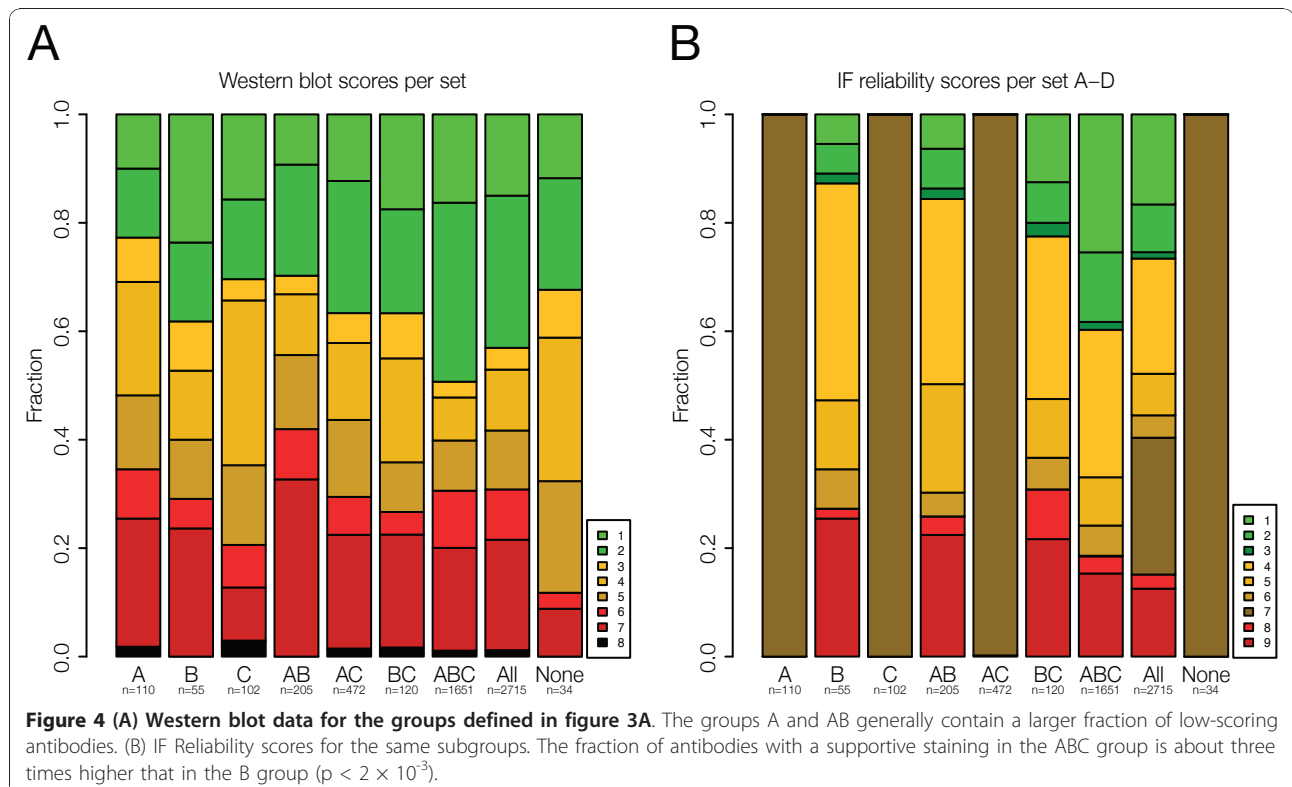 A
B
Western blot scores per set
IF reliability scores per set A–D
Fraction
1.0
0.8
0.6
0.4
0.2
0.0
A
n=110
B
n=55
C
n=102
AB
n=205
AC
n=472
BC
n=120
ABC
n=1651
All
n=2715
None
n=34
1
2
3
4
5
6
7
8
Fraction
1.0
0.8
0.6
0.4
0.2
0.0
A
n=110
B
n=55
C
n=102
AB
n=205
AC
n=472
BC
n=120
ABC
n=1651
All
n=2715
None
n=34
1
2
3
4
5
6
7
8
9
Figure 4 (A) Western blot data for the groups defined in figure 3A. The groups A and AB generally contain a larger fraction of low-scoring
antibodies. (B) IF Reliability scores for the same subgroups. The fraction of antibodies with a supportive staining in the ABC group is about three
times higher that in the B group (p < 2 × 10⁻³).